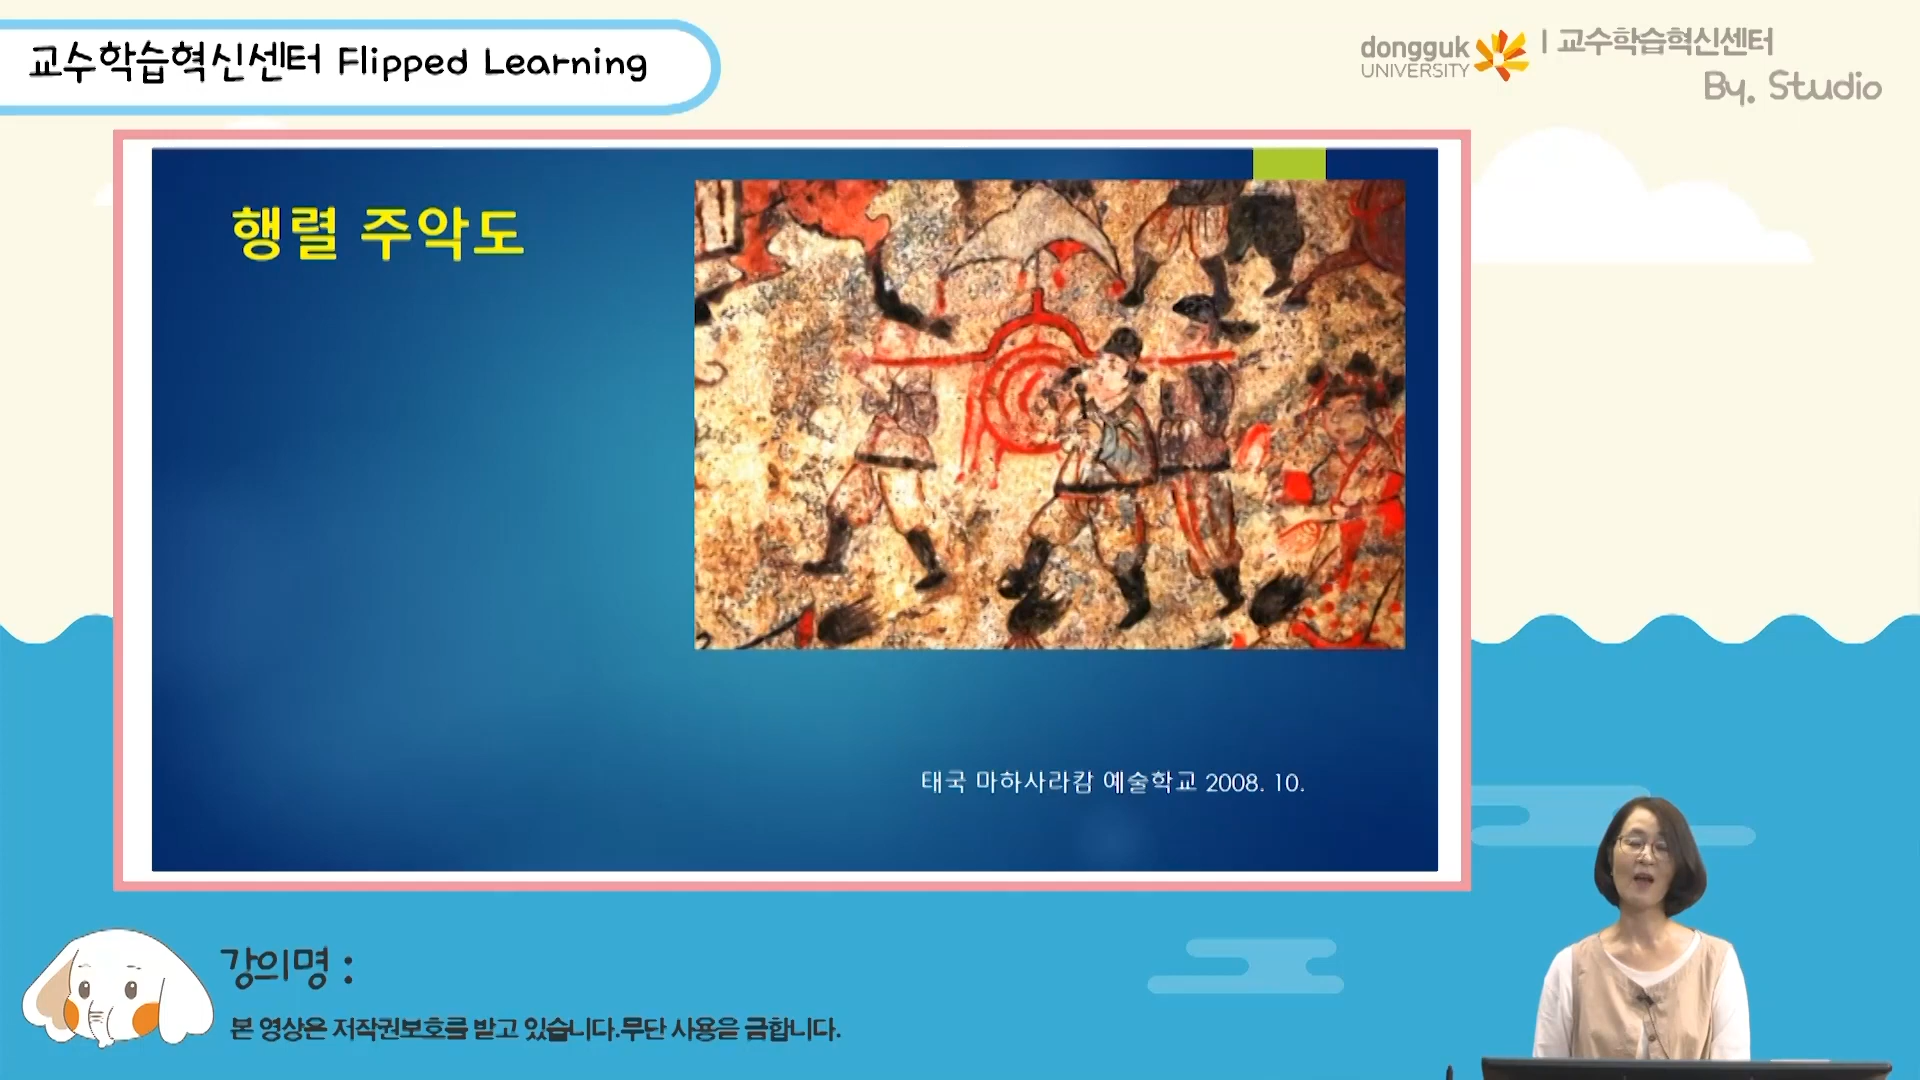 교수학습혁신센터 Flipped Learning
dongguk UNIVERSITY | 교수학습혁신센터
By. Studio
행렬 주악도
태국 마하사라캄 예술학교 2008. 10.
강의명 :
본 영상은 저작권보호를 받고 있습니다.무단 사용을 금합니다.